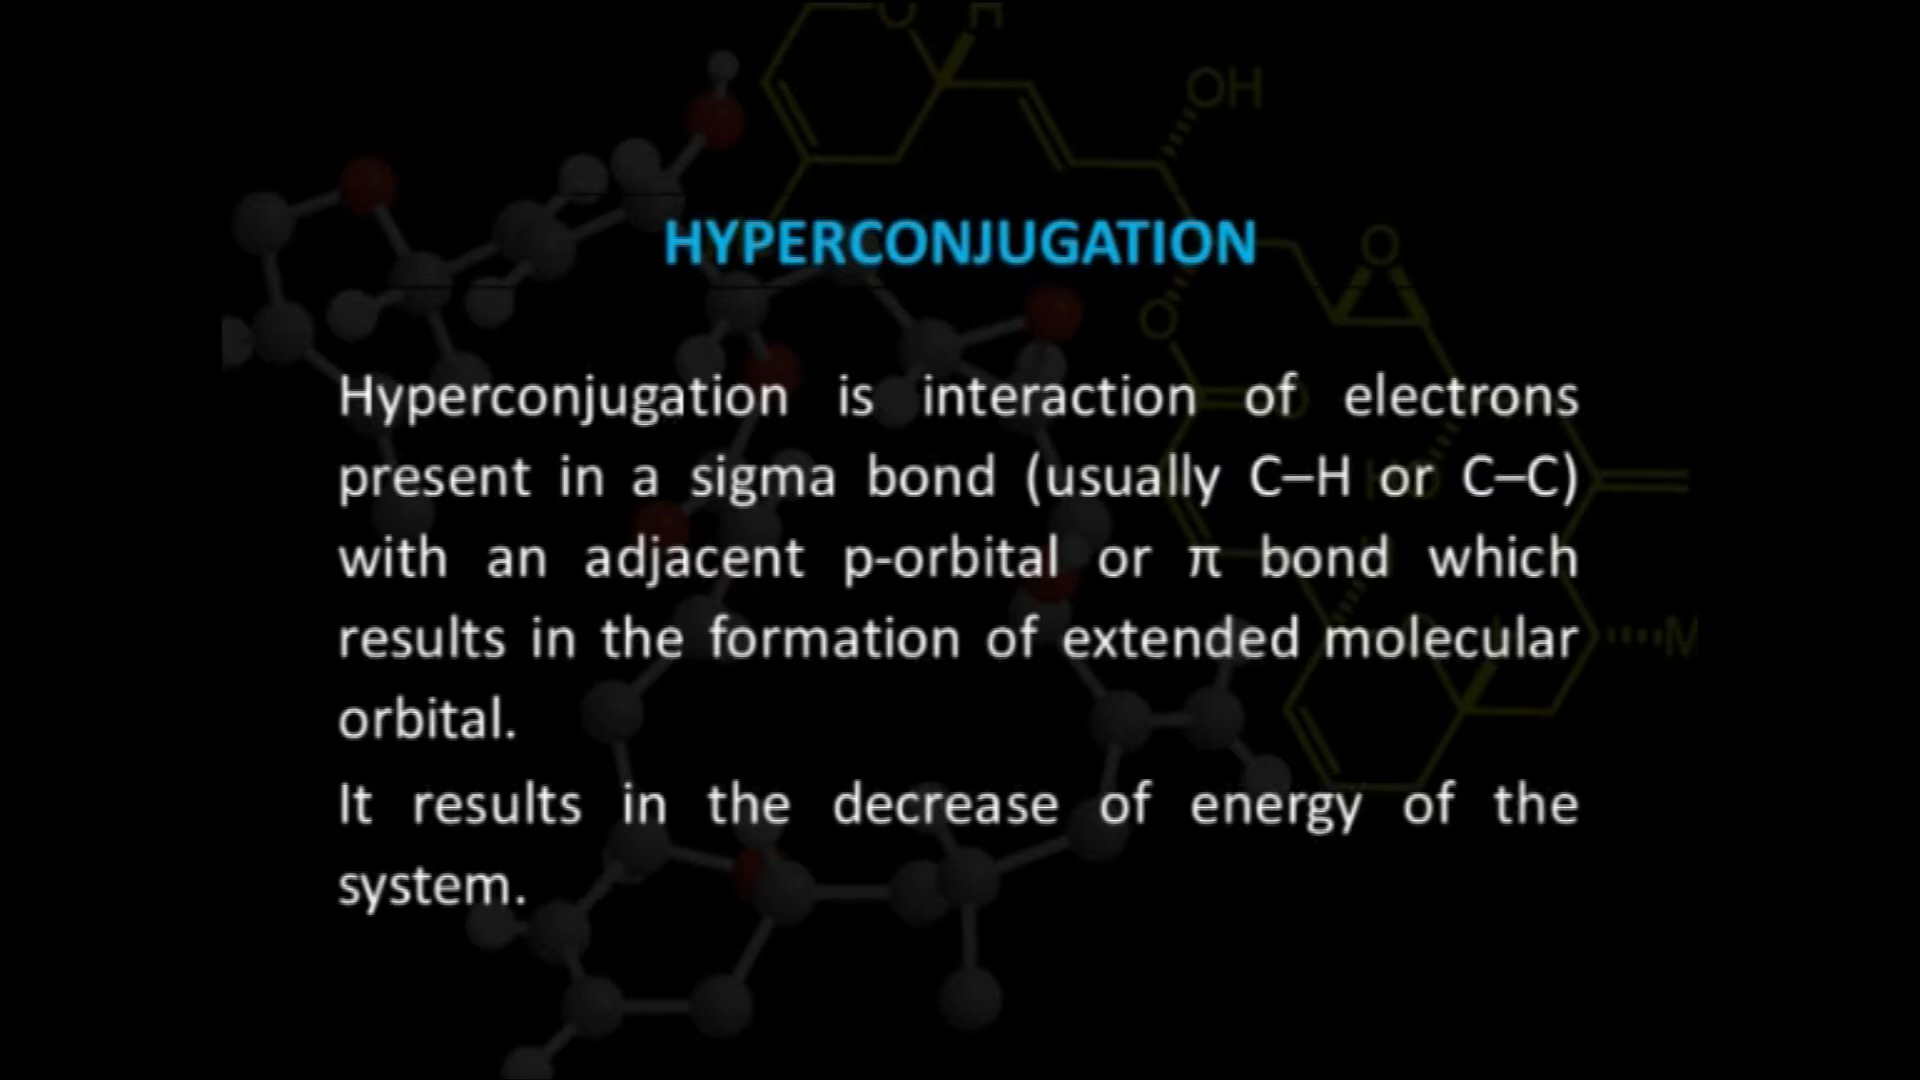 HYPERCONJUGATION
Hyperconjugation is interaction of electrons
present in a sigma bond (usually C–H or C–C)
with an adjacent p-orbital or π bond which
results in the formation of extended molecular
orbital.
It results in the decrease of energy of the
system.
O H
OH
O
O
M